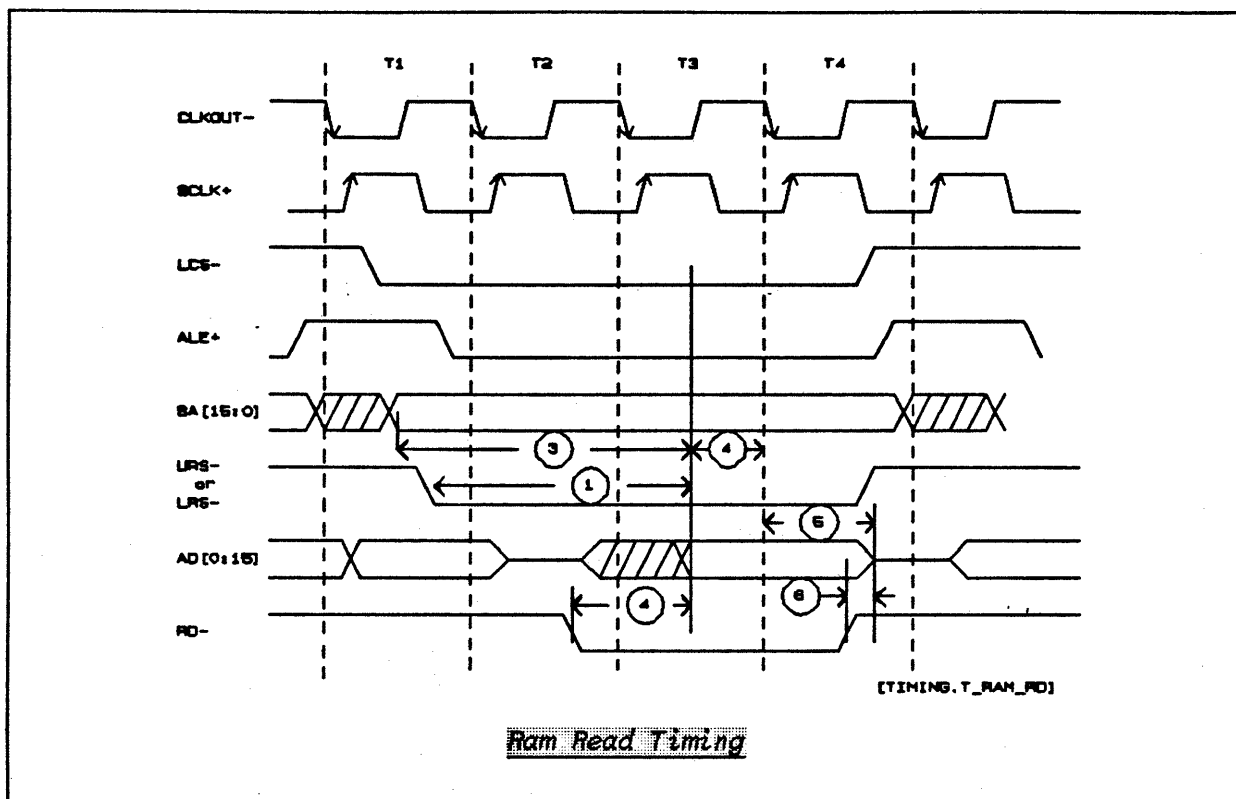 T1 T2 T3 T4
CLKOUT-
SCLK+
LCS-
ALE+
SA[15:0]
3 4
URS-
or
LRS-
1
5
AD[0:15]
4 6
RD-
[TIMING.T_RAM_RD]
Ram Read Timing